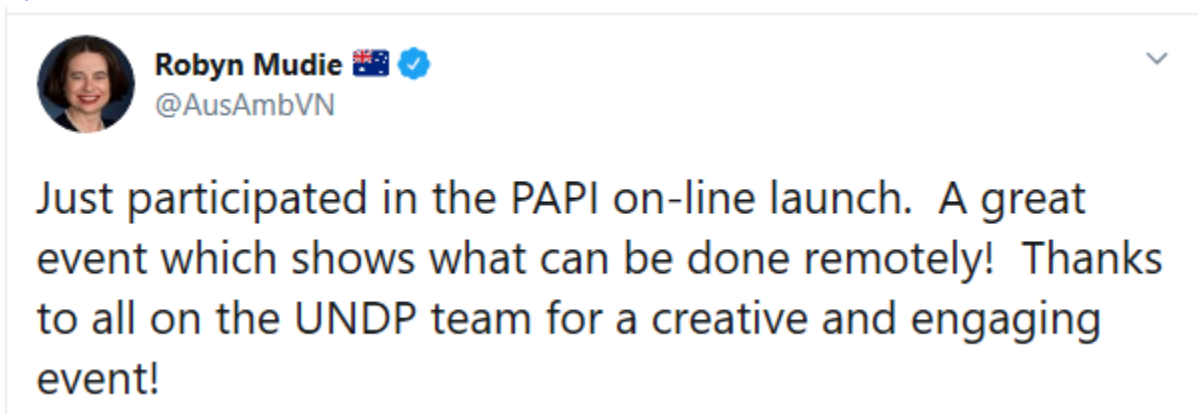 Robyn Mudie 🇦🇺
@AusAmbVN
Just participated in the PAPI on-line launch.  A great
event which shows what can be done remotely!  Thanks
to all on the UNDP team for a creative and engaging
event!